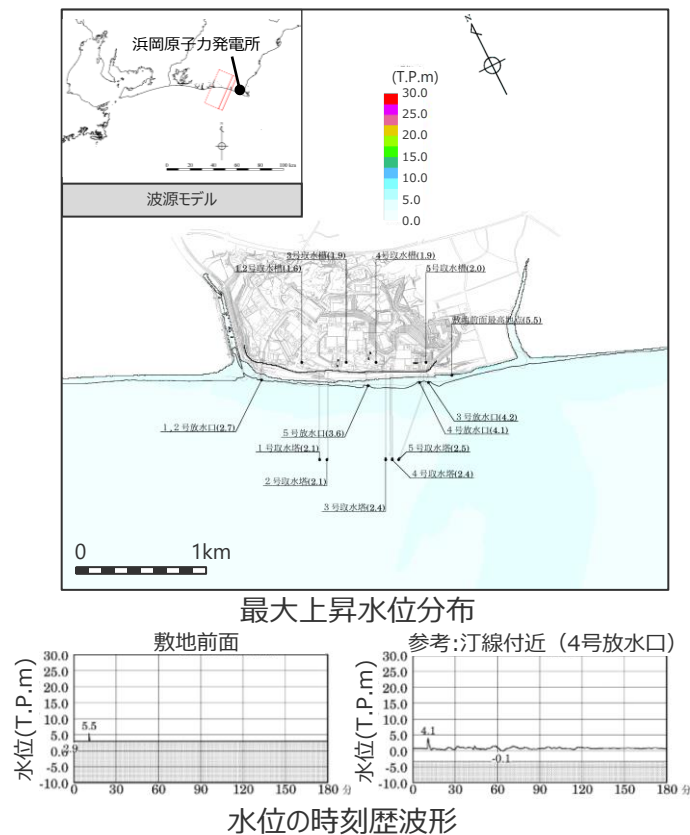 浜岡原子力発電所
0 20 40 60 80 100 km
波源モデル
N
(T.P.m)
30.0
25.0
20.0
15.0
10.0
5.0
0.0
3号取水槽(1.9)
4号取水槽(1.9)
1,2号取水槽(1.6)
5号取水槽(2.0)
敷地前面最高地点(5.5)
1,2号放水口(2.7)
5号放水口(3.6)
3号放水口(4.2)
4号放水口(4.1)
1号取水塔(2.1)
5号取水塔(2.5)
2号取水塔(2.1)
4号取水塔(2.4)
3号取水塔(2.4)
0 1km
最大上昇水位分布
敷地前面
水位(T.P.m)
30.0
25.0
20.0
15.0
10.0
5.0
0.0
-5.0
-10.0
5.5
2.9
0 30 60 90 120 150 180 分
参考:汀線付近（4号放水口）
水位(T.P.m)
30.0
25.0
20.0
15.0
10.0
5.0
0.0
-5.0
-10.0
4.1
-0.1
0 30 60 90 120 150 180 分
水位の時刻歴波形